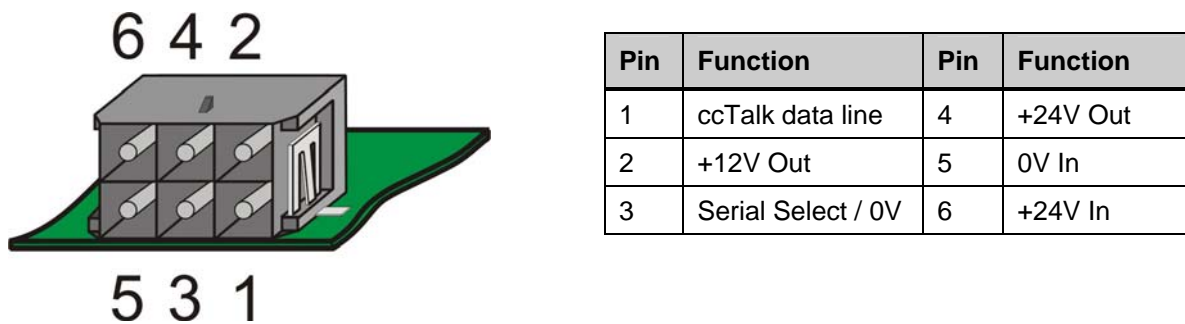 6 4 2
5 3 1
Pin Function Pin Function
1 ccTalk data line 4 +24V Out
2 +12V Out 5 0V In
3 Serial Select / 0V 6 +24V In